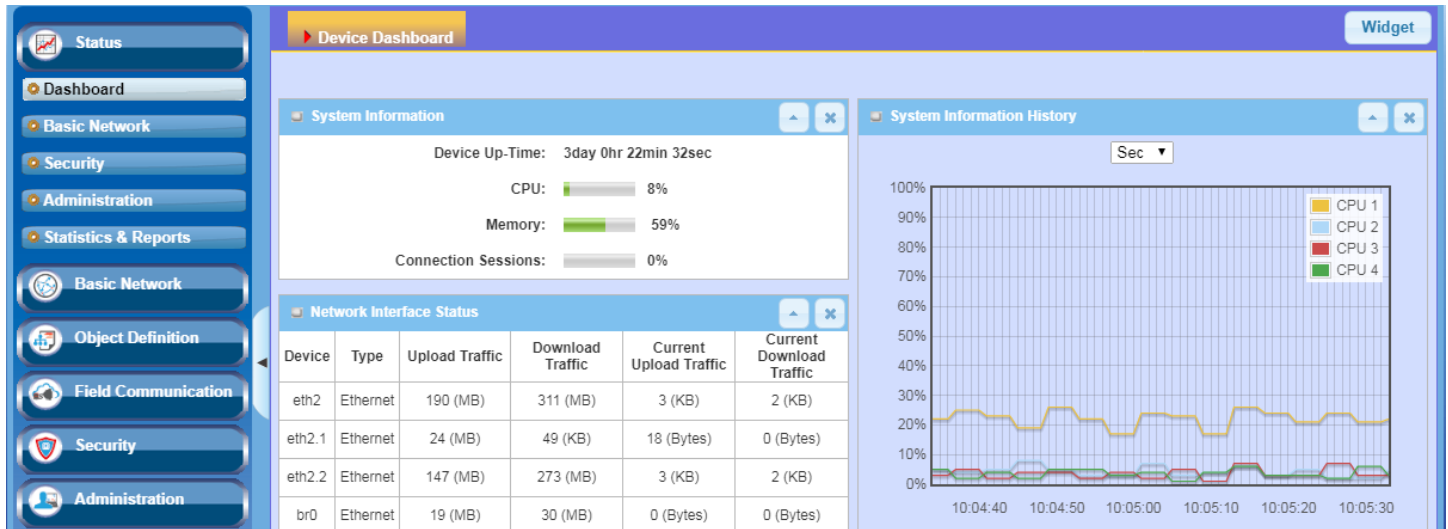 Status
Dashboard
Basic Network
Security
Administration
Statistics & Reports
Basic Network
Object Definition
Field Communication
Security
Administration
Device Dashboard
Widget
System Information
Device Up-Time: 3day 0hr 22min 32sec
CPU: 8%
Memory: 59%
Connection Sessions: 0%
Network Interface Status
Device Type Upload Traffic Download Traffic Current Upload Traffic Current Download Traffic
eth2 Ethernet 190 (MB) 311 (MB) 3 (KB) 2 (KB)
eth2.1 Ethernet 24 (MB) 49 (KB) 18 (Bytes) 0 (Bytes)
eth2.2 Ethernet 147 (MB) 273 (MB) 3 (KB) 2 (KB)
br0 Ethernet 19 (MB) 30 (MB) 0 (Bytes) 0 (Bytes)
System Information History
Sec
100%
90%
80%
70%
60%
50%
40%
30%
20%
10%
0%
CPU 1
CPU 2
CPU 3
CPU 4
10:04:40 10:04:50 10:05:00 10:05:10 10:05:20 10:05:30